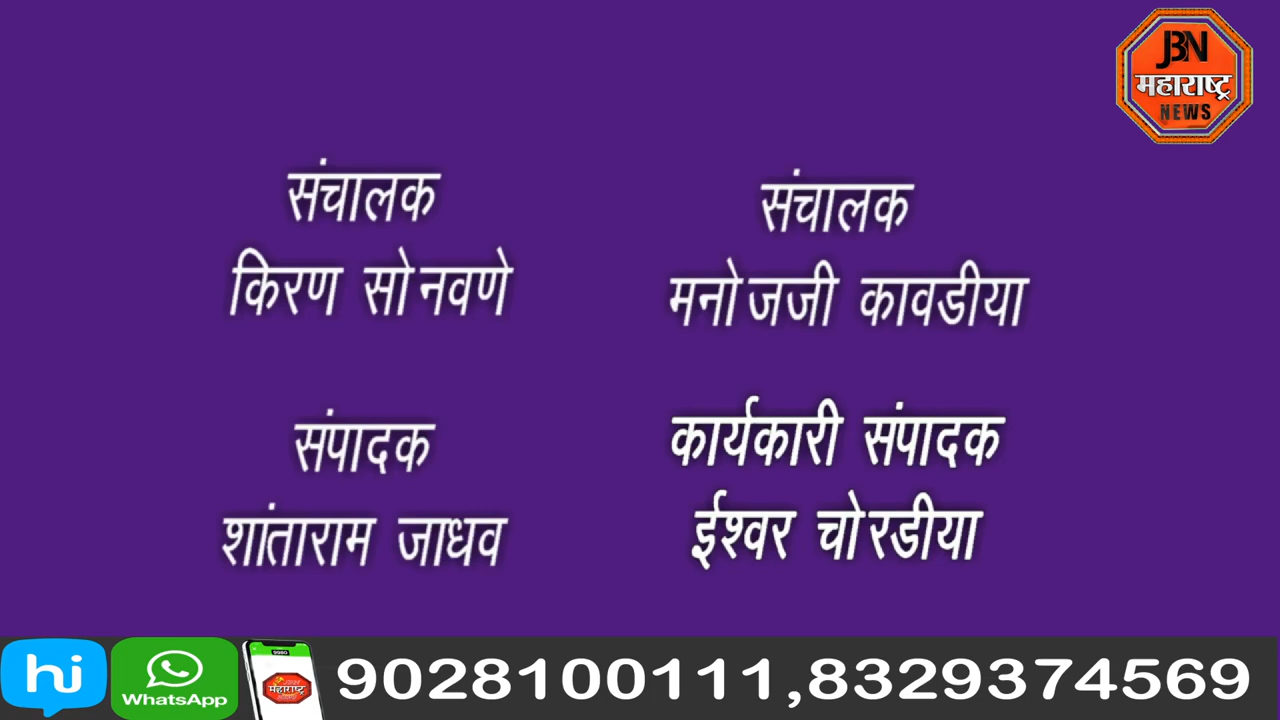 JBN
महाराष्ट्र
NEWS
संचालक
किरण सोनवणे
संचालक
मनोजजी कावडीया
संपादक
शांताराम जाधव
कार्यकारी संपादक
ईश्वर चोरडीया
hi
WhatsApp
महाराष्ट्र
9028100111,8329374569